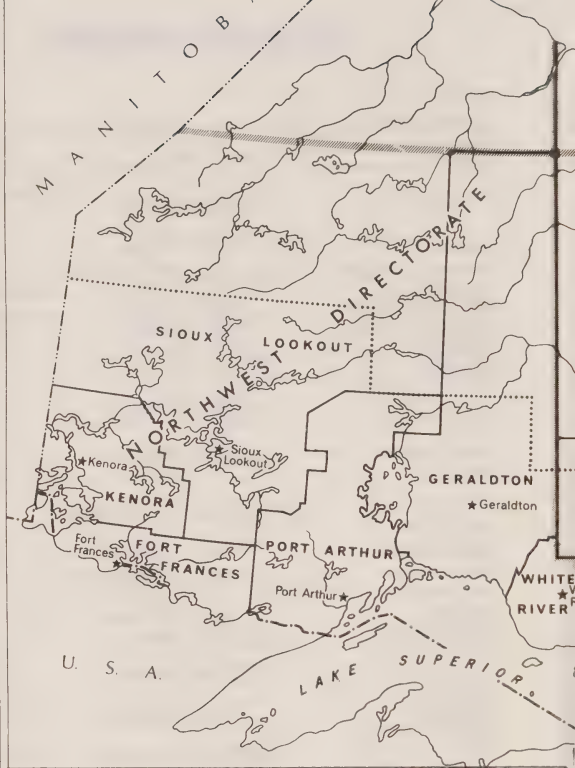 MANITOB
NORTHWEST DIRECTORATE
SIOUX
LOOKOUT
Sioux
Lookout
Kenora
KENORA
GERALDTON
Geraldton
Fort
Frances
FORT
FRANCES
PORT ARTHUR
Port Arthur
WHITE
RIVER
U. S. A.
LAKE SUPERIOR